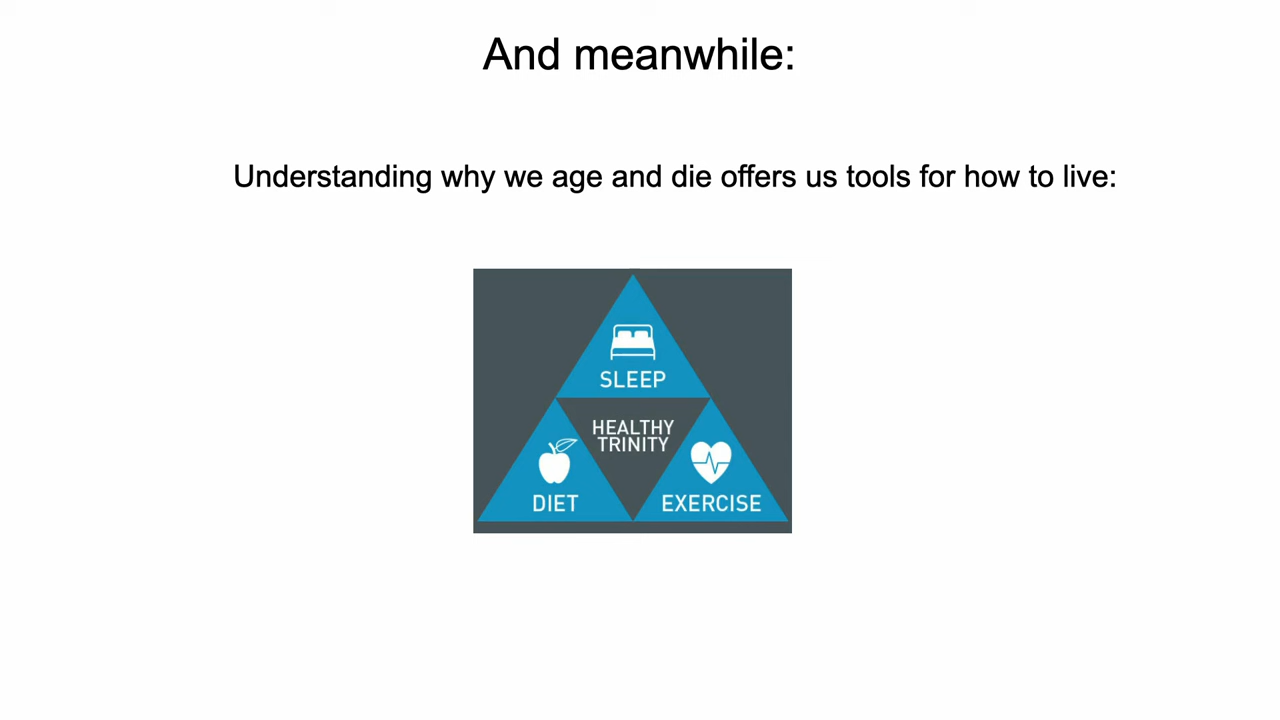 And meanwhile:
Understanding why we age and die offers us tools for how to live:
SLEEP
HEALTHY
TRINITY
DIET
EXERCISE